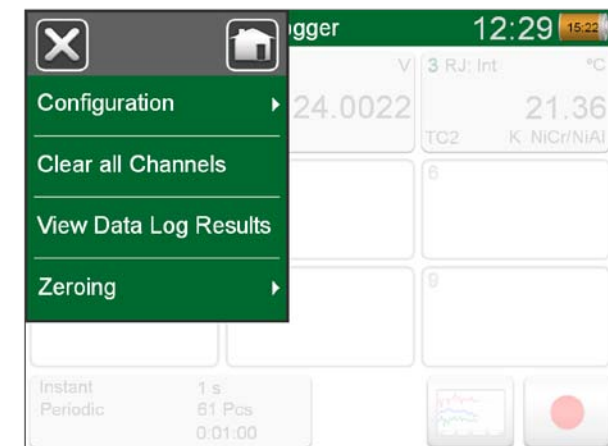 ogger 12:29 15:22
V 3 RJ: Int °C
Configuration 24.0022 21.36
TC2 K NiCr/NiAl
Clear all Channels 6
View Data Log Results
Zeroing 9
Instant 1 s
Periodic 61 Pcs
0:01:00